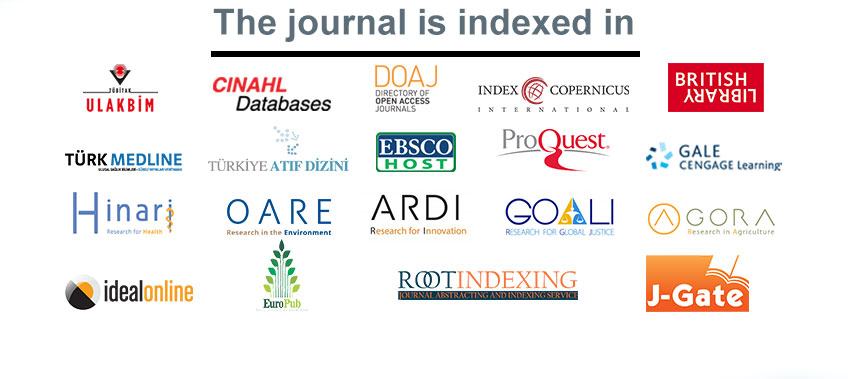 The journal is indexed in
TÜBİTAK
ULAKBİM
CINAHL
Databases
DOAJ
DIRECTORY OF
OPEN ACCESS
JOURNALS
INDEX COPERNICUS
INTERNATIONAL
BRITISH
LIBRARY
TÜRK MEDLINE
TÜRKİYE ATIF DİZİNİ
EBSCO
HOST
ProQuest
GALE
CENGAGE Learning
Hinari
Research for Health
OARE
Research in the Environment
ARDI
Research for Innovation
GOALI
RESEARCH FOR GLOBAL JUSTICE
AGORA
Research in Agriculture
idealonline
EuroPub
ROOTINDEXING
JOURNAL ABSTRACTING AND INDEXING SERVICE
J-Gate